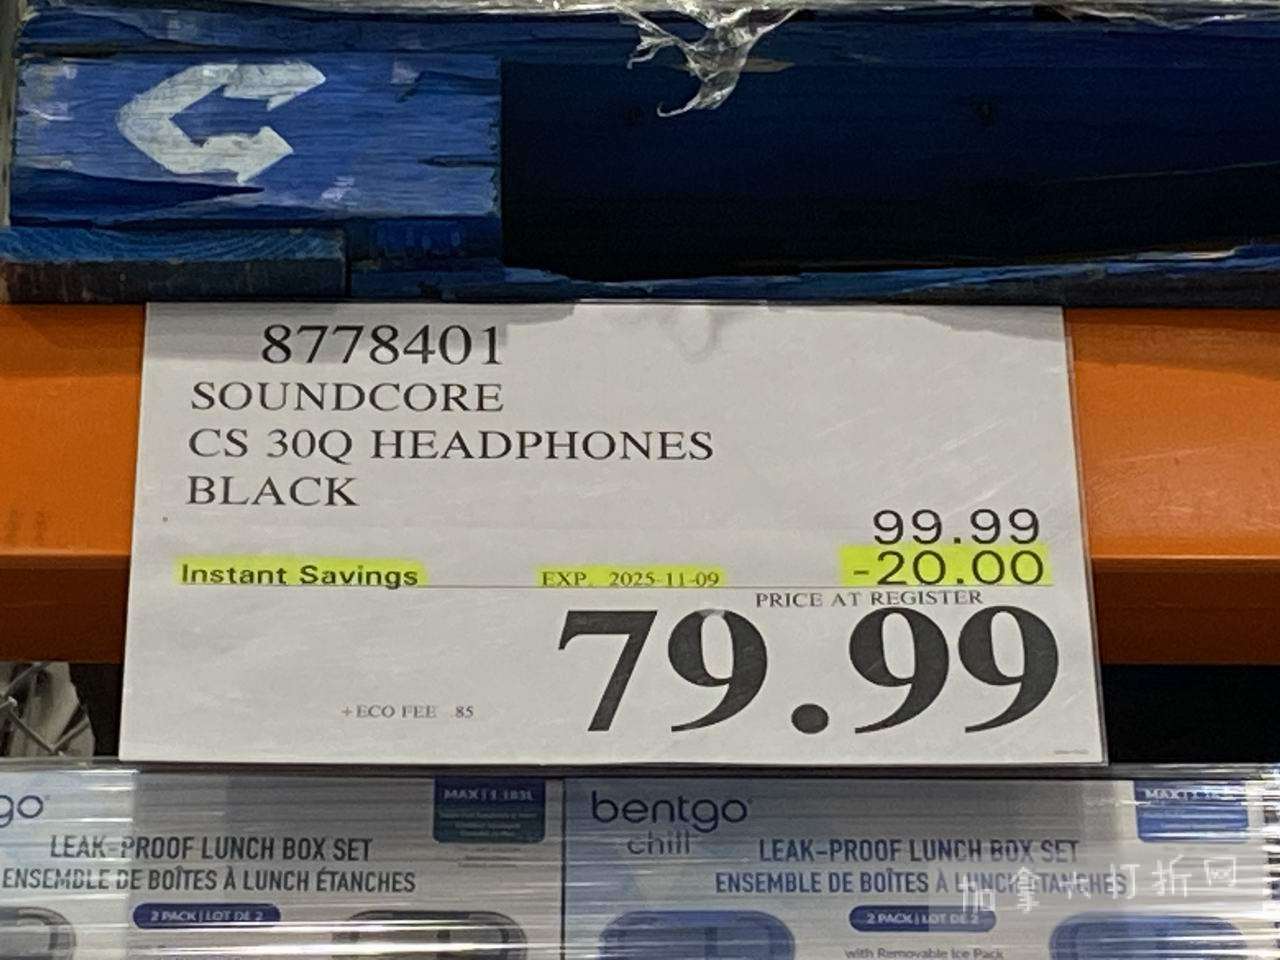 8778401
SOUNDCORE
CS 30Q HEADPHONES
BLACK
99.99
Instant Savings EXP. 2025-11-09 -20.00
PRICE AT REGISTER
79.99
+ECO FEE .85
go
MAX | 1.183L
LEAK-PROOF LUNCH BOX SET
ENSEMBLE DE BOÎTES À LUNCH ÉTANCHES
2 PACK | LOT DE 2
bentgo
chill
LEAK-PROOF LUNCH BOX SET
ENSEMBLE DE BOÎTES À LUNCH ÉTANCHES
2 PACK | LOT DE 2
with Removable Ice Pack
加拿大打折网